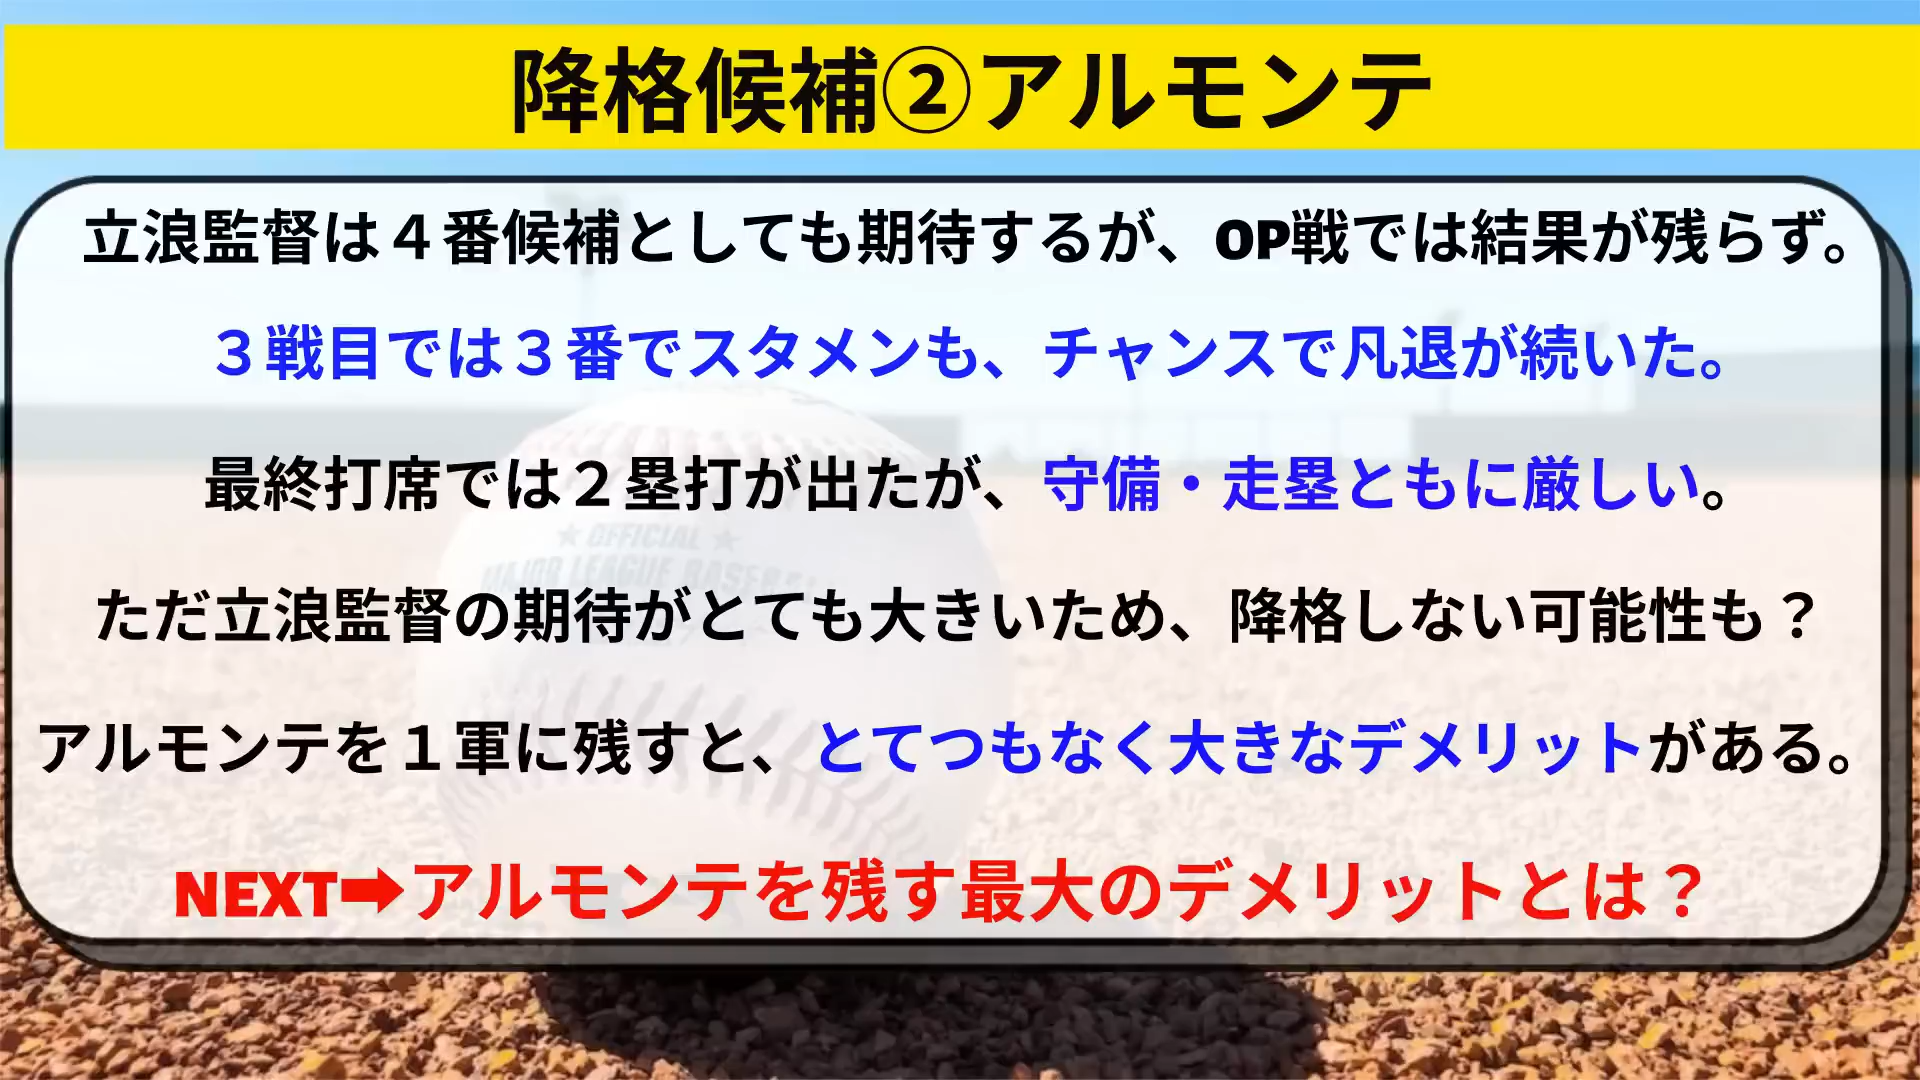 降格候補②アルモンテ
立浪監督は４番候補としても期待するが、OP戦では結果が残らず。
３戦目では３番でスタメンも、チャンスで凡退が続いた。
最終打席では２塁打が出たが、守備・走塁ともに厳しい。
★ OFFICIAL ★
MAJOR LEAGUE BASEBALL
ただ立浪監督の期待がとても大きいため、降格しない可能性も？
アルモンテを１軍に残すと、とてつもなく大きなデメリットがある。
NEXT➡アルモンテを残す最大のデメリットとは？